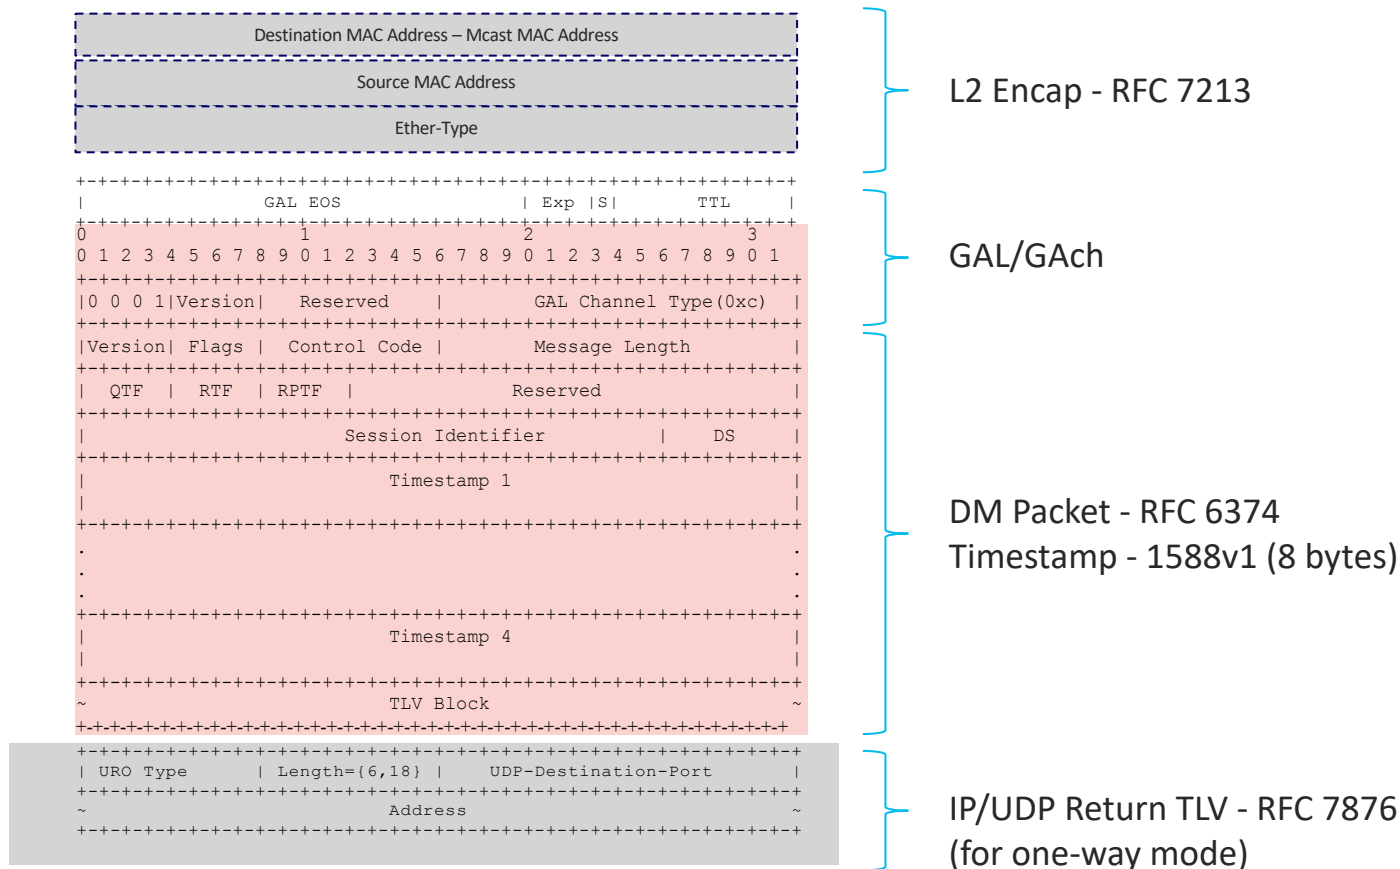 Destination MAC Address – Mcast MAC Address
Source MAC Address
Ether-Type
L2 Encap - RFC 7213
+-+-+-+-+-+-+-+-+-+-+-+-+-+-+-+-+-+-+-+-+-+-+-+-+-+-+-+-+-+-+-+-+
| GAL EOS | Exp |S| TTL |
+-+-+-+-+-+-+-+-+-+-+-+-+-+-+-+-+-+-+-+-+-+-+-+-+-+-+-+-+-+-+-+-+
0 1 2 3
0 1 2 3 4 5 6 7 8 9 0 1 2 3 4 5 6 7 8 9 0 1 2 3 4 5 6 7 8 9 0 1
+-+-+-+-+-+-+-+-+-+-+-+-+-+-+-+-+-+-+-+-+-+-+-+-+-+-+-+-+-+-+-+-+
|0 0 0 1|Version| Reserved | GAL Channel Type(0xc) |
+-+-+-+-+-+-+-+-+-+-+-+-+-+-+-+-+-+-+-+-+-+-+-+-+-+-+-+-+-+-+-+-+
GAL/GAch
|Version| Flags | Control Code | Message Length |
+-+-+-+-+-+-+-+-+-+-+-+-+-+-+-+-+-+-+-+-+-+-+-+-+-+-+-+-+-+-+-+-+
| QTF | RTF | RPTF | Reserved |
+-+-+-+-+-+-+-+-+-+-+-+-+-+-+-+-+-+-+-+-+-+-+-+-+-+-+-+-+-+-+-+-+
| Session Identifier | DS |
+-+-+-+-+-+-+-+-+-+-+-+-+-+-+-+-+-+-+-+-+-+-+-+-+-+-+-+-+-+-+-+-+
| Timestamp 1 |
| |
+-+-+-+-+-+-+-+-+-+-+-+-+-+-+-+-+-+-+-+-+-+-+-+-+-+-+-+-+-+-+-+-+
. .
. .
. .
+-+-+-+-+-+-+-+-+-+-+-+-+-+-+-+-+-+-+-+-+-+-+-+-+-+-+-+-+-+-+-+-+
| Timestamp 4 |
| |
+-+-+-+-+-+-+-+-+-+-+-+-+-+-+-+-+-+-+-+-+-+-+-+-+-+-+-+-+-+-+-+-+
~ TLV Block ~
+-+-+-+-+-+-+-+-+-+-+-+-+-+-+-+-+-+-+-+-+-+-+-+-+-+-+-+-+-+-+-+-+
DM Packet - RFC 6374
Timestamp - 1588v1 (8 bytes)
+-+-+-+-+-+-+-+-+-+-+-+-+-+-+-+-+-+-+-+-+-+-+-+-+-+-+-+-+-+-+-+-+
| URO Type | Length={6,18} | UDP-Destination-Port |
+-+-+-+-+-+-+-+-+-+-+-+-+-+-+-+-+-+-+-+-+-+-+-+-+-+-+-+-+-+-+-+-+
~ Address ~
+-+-+-+-+-+-+-+-+-+-+-+-+-+-+-+-+-+-+-+-+-+-+-+-+-+-+-+-+-+-+-+-+
IP/UDP Return TLV - RFC 7876
(for one-way mode)